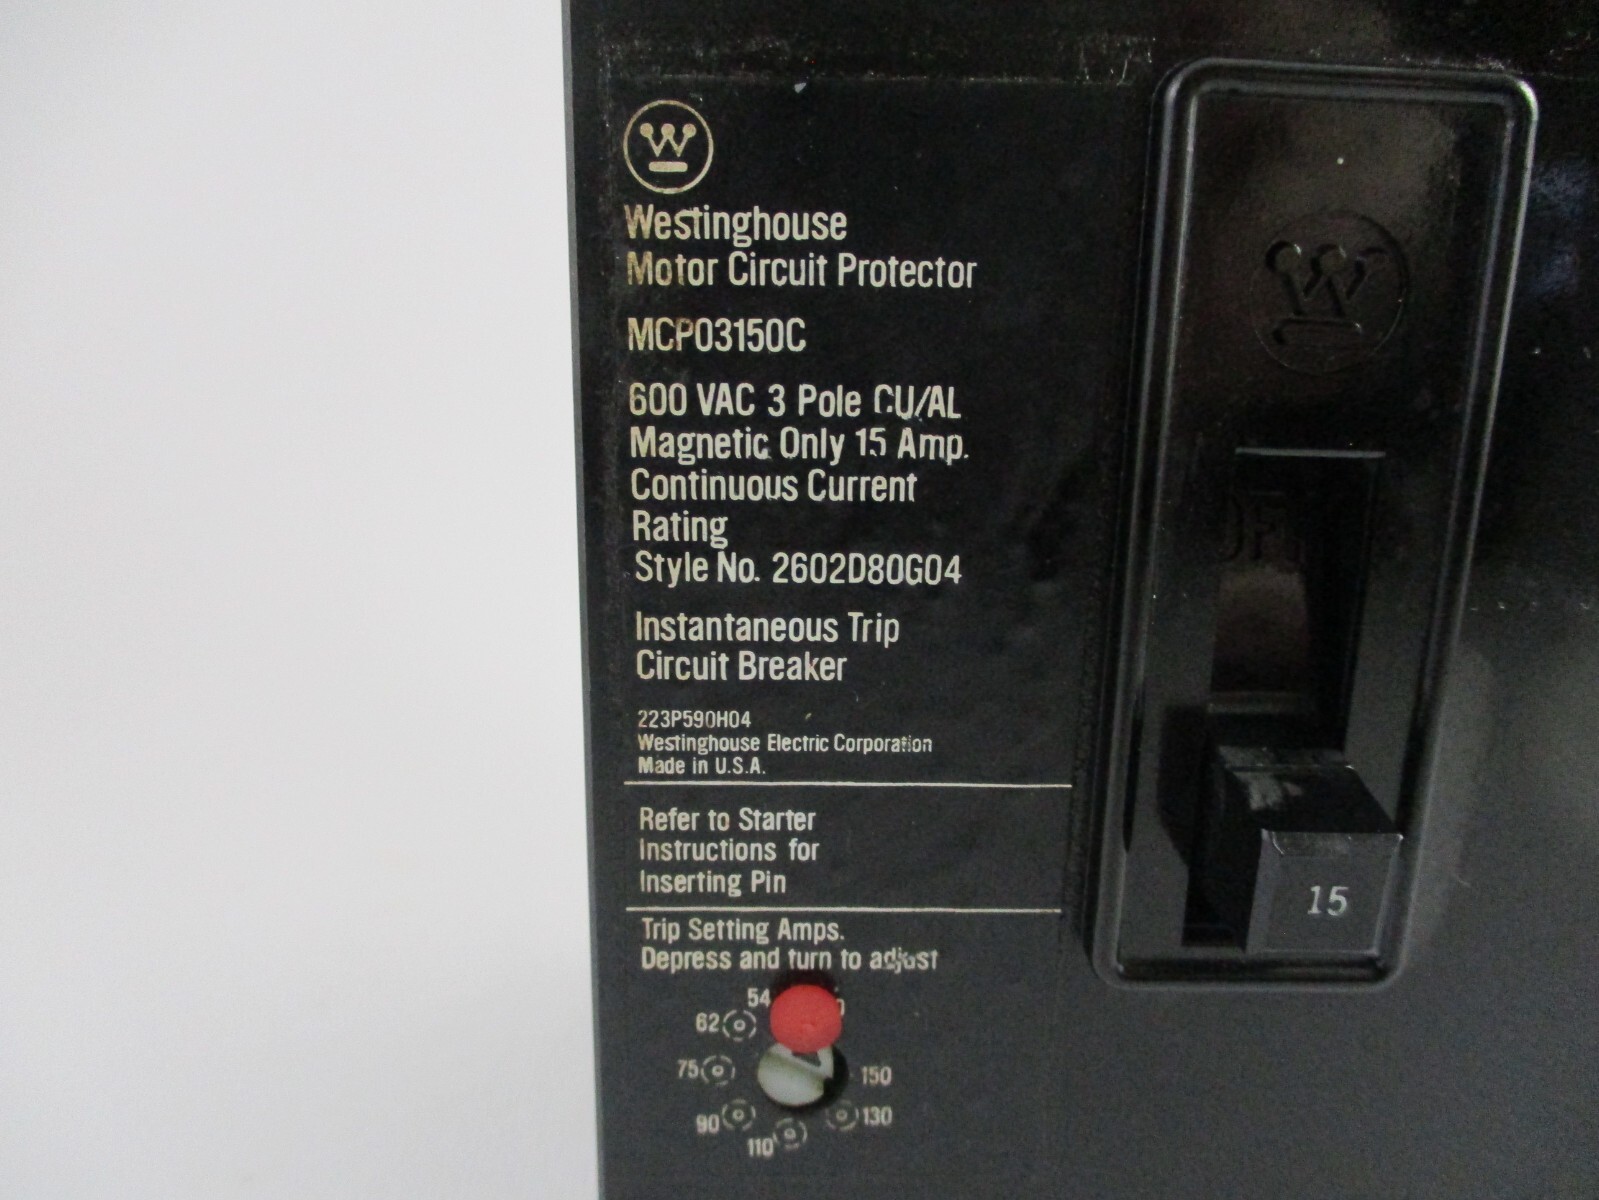 W
Westinghouse
Motor Circuit Protector
MCP03150C
600 VAC 3 Pole CU/AL
Magnetic Only 15 Amp.
Continuous Current
Rating
Style No. 2602D80G04
Instantaneous Trip
Circuit Breaker
223P590H04
Westinghouse Electric Corporation
Made in U.S.A.
Refer to Starter
Instructions for
Inserting Pin
Trip Setting Amps.
Depress and turn to adjust
54
62
75
150
90
130
110
W
OFF
15